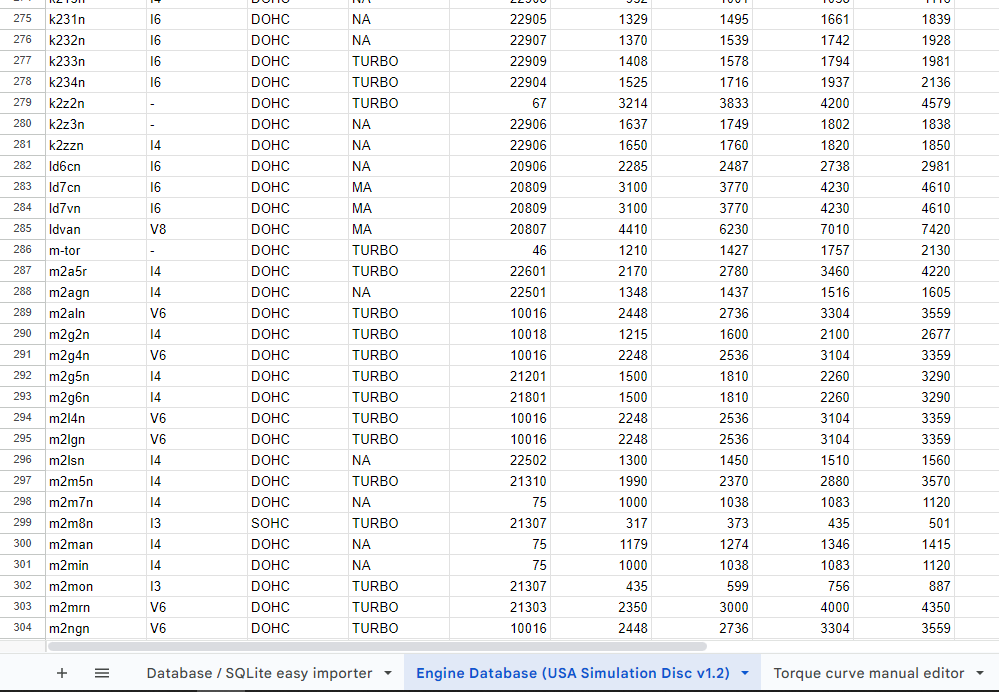 275 k231n I6 DOHC NA 22905 1329 1495 1661 1839
276 k232n I6 DOHC NA 22907 1370 1539 1742 1928
277 k233n I6 DOHC TURBO 22909 1408 1578 1794 1981
278 k234n I6 DOHC TURBO 22904 1525 1716 1937 2136
279 k2z2n - DOHC TURBO 67 3214 3833 4200 4579
280 k2z3n - DOHC NA 22906 1637 1749 1802 1838
281 k2zzn I4 DOHC NA 22906 1650 1760 1820 1850
282 ld6cn I6 DOHC NA 20906 2285 2487 2738 2981
283 ld7cn I6 DOHC MA 20809 3100 3770 4230 4610
284 ld7vn I6 DOHC MA 20809 3100 3770 4230 4610
285 ldvan V8 DOHC MA 20807 4410 6230 7010 7420
286 m-tor - DOHC TURBO 46 1210 1427 1757 2130
287 m2a5r I4 DOHC TURBO 22601 2170 2780 3460 4220
288 m2agn I4 DOHC NA 22501 1348 1437 1516 1605
289 m2aln V6 DOHC TURBO 10016 2448 2736 3304 3559
290 m2g2n I4 DOHC TURBO 10018 1215 1600 2100 2677
291 m2g4n V6 DOHC TURBO 10016 2248 2536 3104 3359
292 m2g5n I4 DOHC TURBO 21201 1500 1810 2260 3290
293 m2g6n I4 DOHC TURBO 21801 1500 1810 2260 3290
294 m2l4n V6 DOHC TURBO 10016 2248 2536 3104 3359
295 m2lgn V6 DOHC TURBO 10016 2248 2536 3104 3359
296 m2lsn I4 DOHC NA 22502 1300 1450 1510 1560
297 m2m5n I4 DOHC TURBO 21310 1990 2370 2880 3570
298 m2m7n I4 DOHC NA 75 1000 1038 1083 1120
299 m2m8n I3 SOHC TURBO 21307 317 373 435 501
300 m2man I4 DOHC NA 75 1179 1274 1346 1415
301 m2min I4 DOHC NA 75 1000 1038 1083 1120
302 m2mon I3 DOHC TURBO 21307 435 599 756 887
303 m2mrn V6 DOHC TURBO 21303 2350 3000 4000 4350
304 m2ngn V6 DOHC TURBO 10016 2448 2736 3304 3559
Database / SQLite easy importer Engine Database (USA Simulation Disc v1.2) Torque curve manual editor